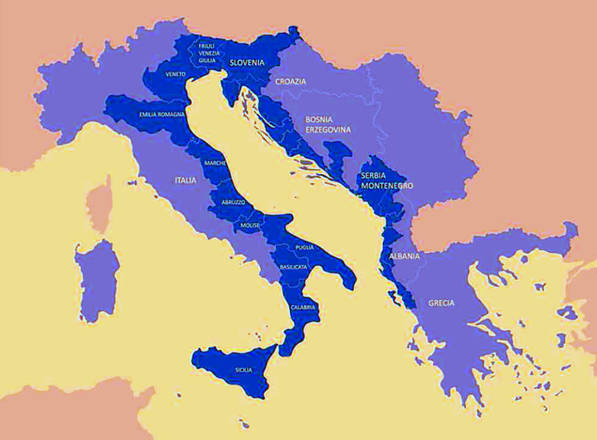 FRIULI
VENEZIA
GIULIA
SLOVENIA
VENETO
CROAZIA
EMILIA ROMAGNA
BOSNIA
ERZEGOVINA
MARCHE
SERBIA
MONTENEGRO
ITALIA
ABRUZZO
MOLISE
PUGLIA
ALBANIA
BASILICATA
GRECIA
CALABRIA
SICILIA